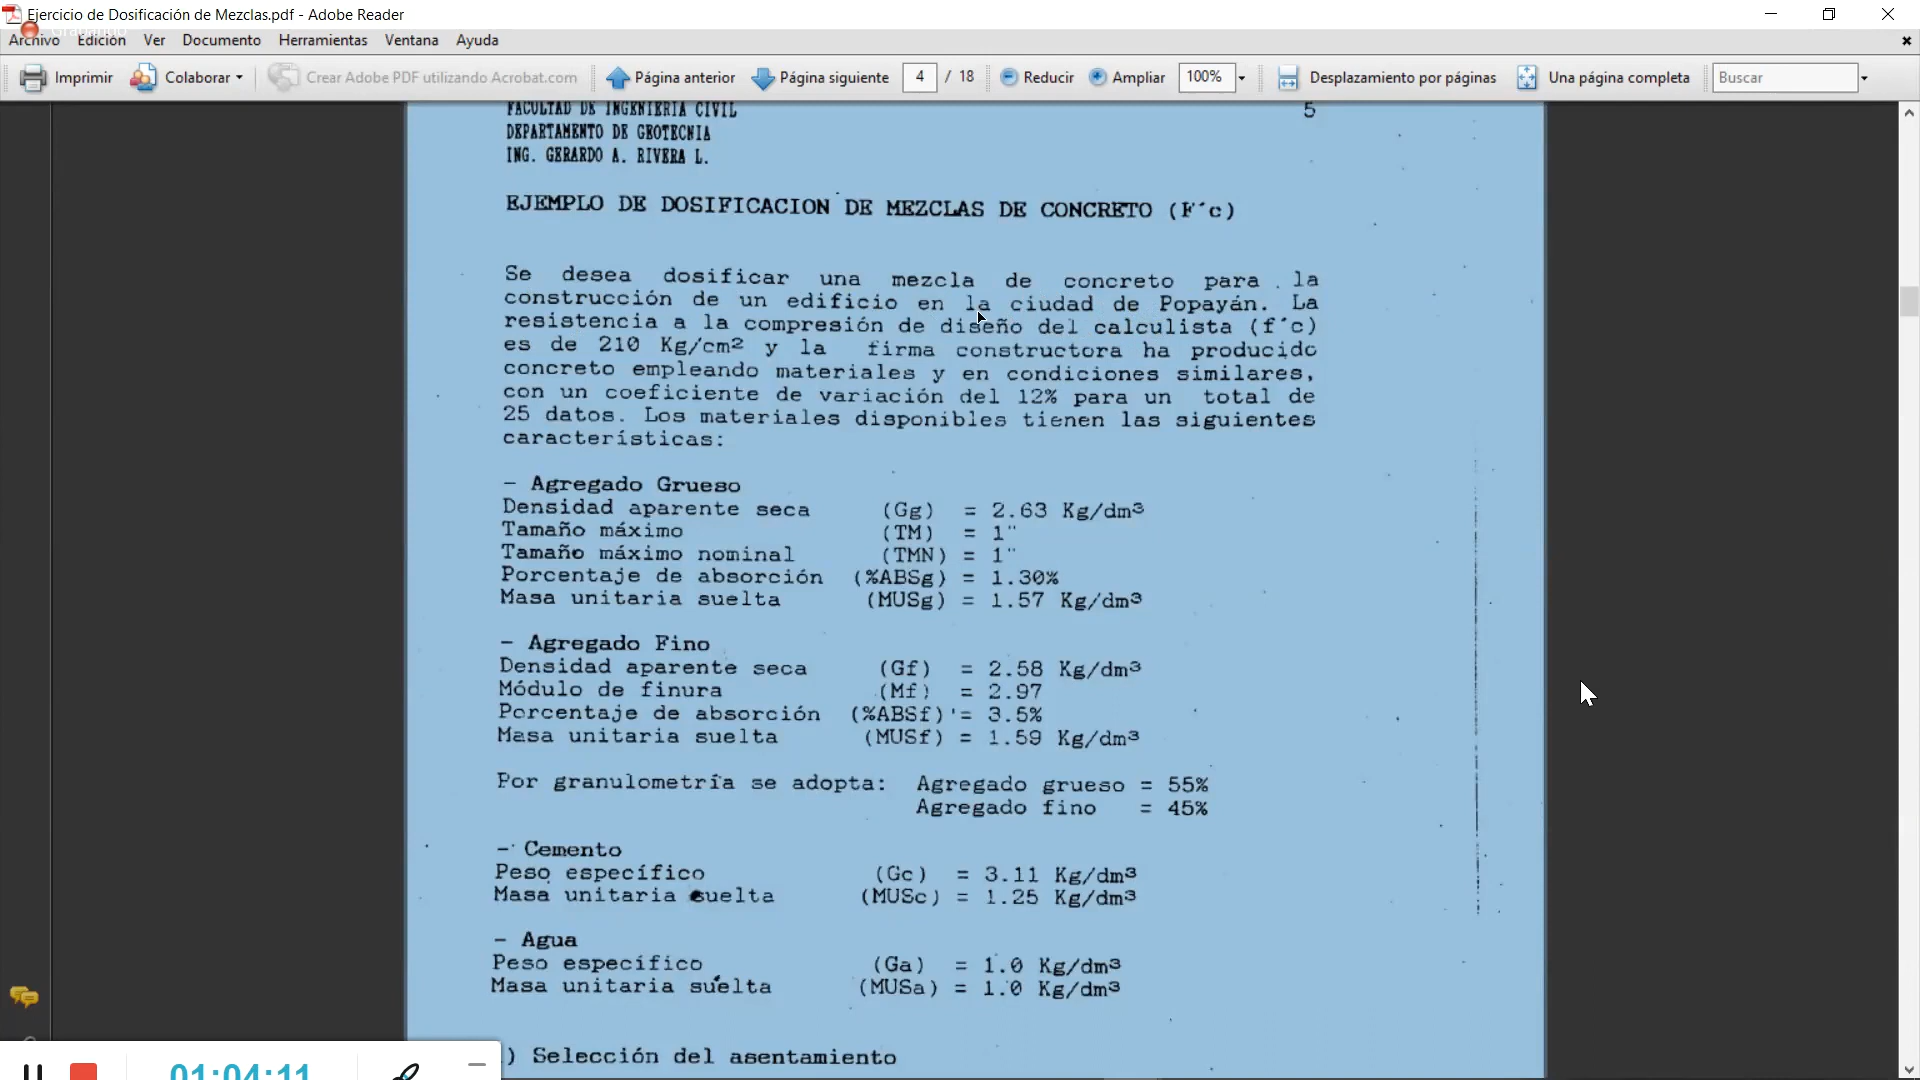 Ejercicio de Dosificación de Mezclas.pdf - Adobe Reader
Archivo Edición Ver Documento Herramientas Ventana Ayuda
Imprimir Colaborar Crear Adobe PDF utilizando Acrobat.com Página anterior Página siguiente 4 / 18 Reducir Ampliar 100% Desplazamiento por páginas Una página completa Buscar
FACULTAD DE INGENIERIA CIVIL 5
DEPARTAMENTO DE GEOTECNIA
ING. GERARDO A. RIVERA L.
EJEMPLO DE DOSIFICACION DE MEZCLAS DE CONCRETO (F´c)
Se desea dosificar una mezcla de concreto para la
construcción de un edificio en la ciudad de Popayán. La
resistencia a la compresión de diseño del calculista (f´c)
es de 210 Kg/cm² y la firma constructora ha producido
concreto empleando materiales y en condiciones similares,
con un coeficiente de variación del 12% para un total de
25 datos. Los materiales disponibles tienen las siguientes
características:
- Agregado Grueso
Densidad aparente seca (Gg) = 2.63 Kg/dm³
Tamaño máximo (TM) = 1"
Tamaño máximo nominal (TMN) = 1"
Porcentaje de absorción (%ABSg) = 1.30%
Masa unitaria suelta (MUSg) = 1.57 Kg/dm³
- Agregado Fino
Densidad aparente seca (Gf) = 2.58 Kg/dm³
Módulo de finura (Mf) = 2.97
Porcentaje de absorción (%ABSf) = 3.5%
Masa unitaria suelta (MUSf) = 1.59 Kg/dm³
Por granulometría se adopta: Agregado grueso = 55%
Agregado fino = 45%
- Cemento
Peso específico (Gc) = 3.11 Kg/dm³
Masa unitaria suelta (MUSc) = 1.25 Kg/dm³
- Agua
Peso específico (Ga) = 1.0 Kg/dm³
Masa unitaria suelta (MUSa) = 1.0 Kg/dm³
) Selección del asentamiento
01:04:11